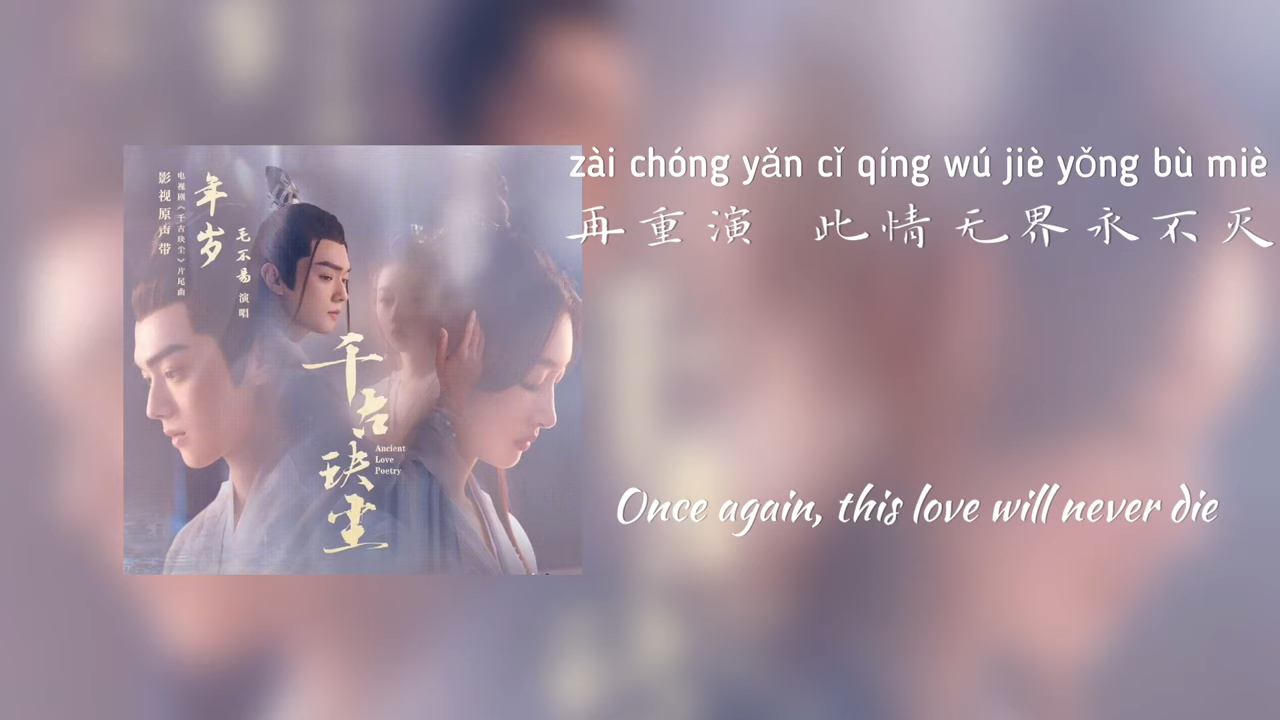 zài chóng yǎn cǐ qíng wú jiè yǒng bù miè
再重演 此情无界永不灭
年岁
毛不易 演唱
电视剧《千古玦尘》片尾曲
影视原声带
千古玦尘
Ancient
Love
Poetry
Once again, this love will never die